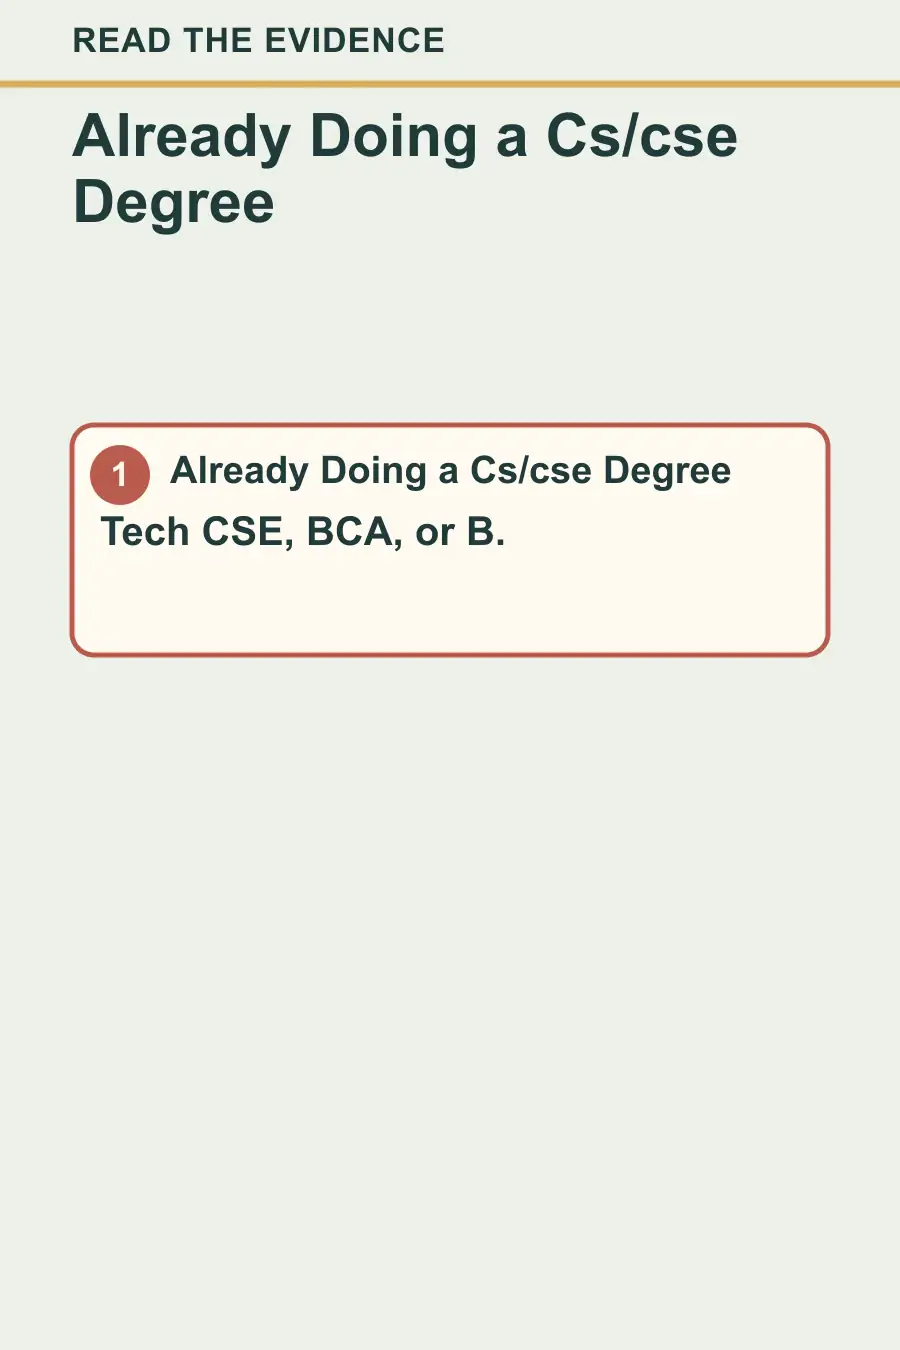 READ THE EVIDENCE
Already Doing a Cs/cse
Degree
1 Already Doing a Cs/cse Degree
Tech CSE, BCA, or B.